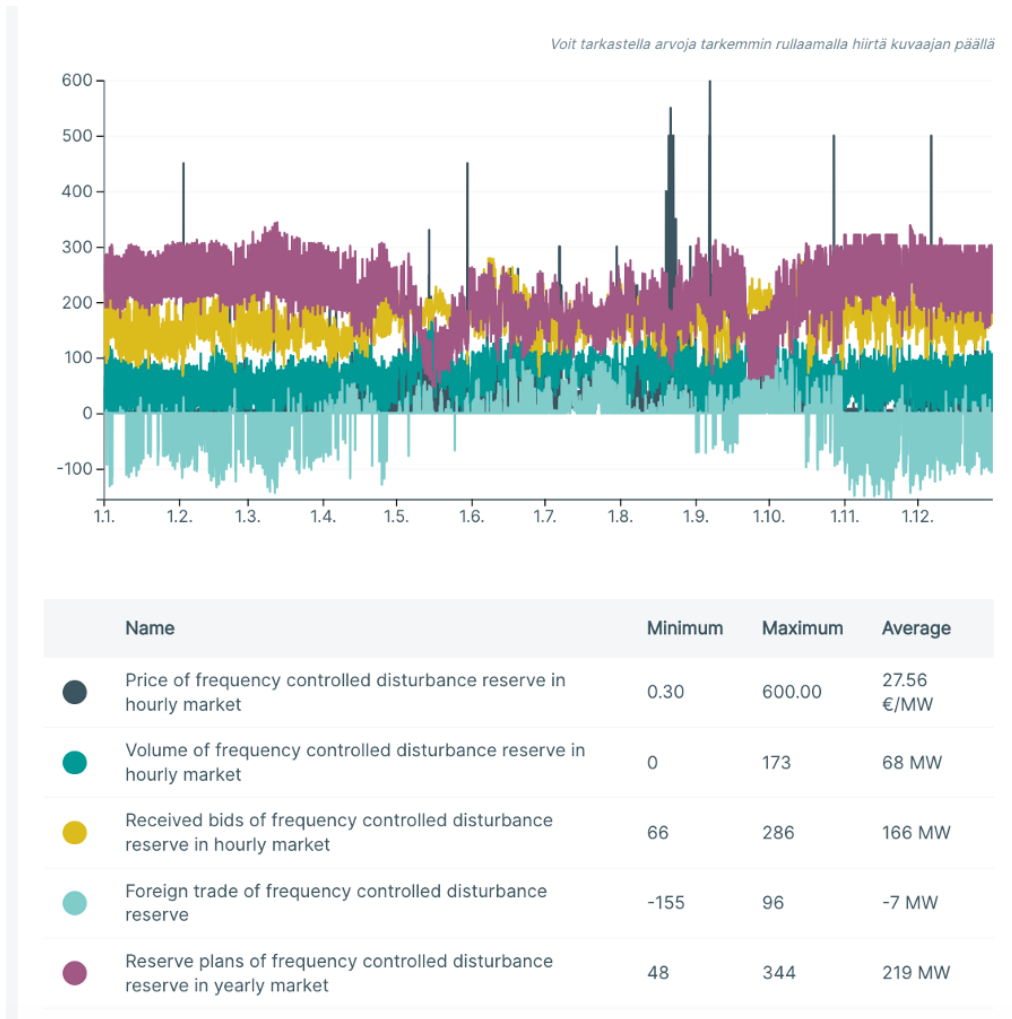 Voit tarkastella arvoja tarkemmin rullaamalla hiirtä kuvaajan päällä
600
500
400
300
200
100
0
-100
1.1. 1.2. 1.3. 1.4. 1.5. 1.6. 1.7. 1.8. 1.9. 1.10. 1.11. 1.12.
Name Minimum Maximum Average
Price of frequency controlled disturbance reserve in
hourly market
0.30 600.00 27.56
€/MW
Volume of frequency controlled disturbance reserve in
hourly market
0 173 68 MW
Received bids of frequency controlled disturbance
reserve in hourly market
66 286 166 MW
Foreign trade of frequency controlled disturbance
reserve
-155 96 -7 MW
Reserve plans of frequency controlled disturbance
reserve in yearly market
48 344 219 MW